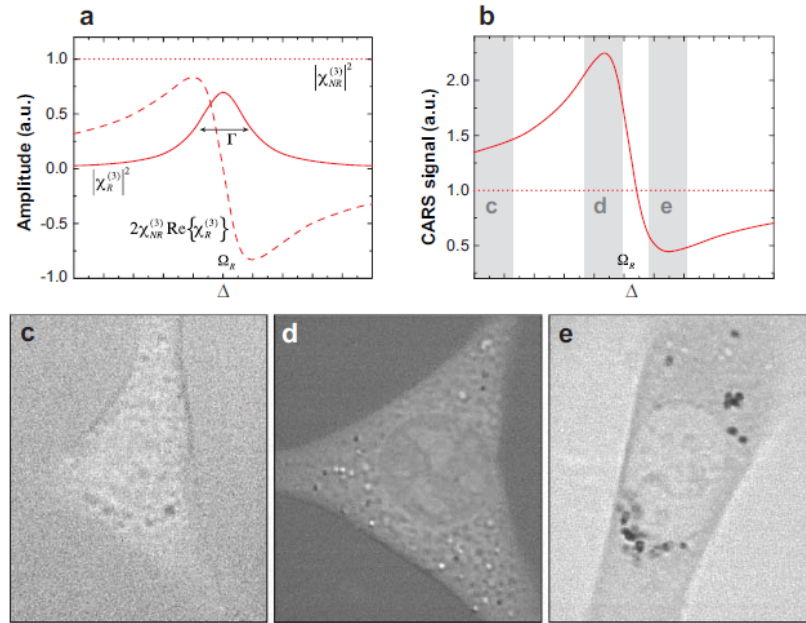 a
Amplitude (a.u.)
1.0
0.5
0.0
-0.5
-1.0
|χ_NR^(3)|^2
Γ
|χ_R^(3)|^2
2χ_NR^(3) Re{χ_R^(3)}
Ω_R
Δ
b
CARS signal (a.u.)
2.0
1.5
1.0
0.5
c d e
Ω_R
Δ
c
d
e